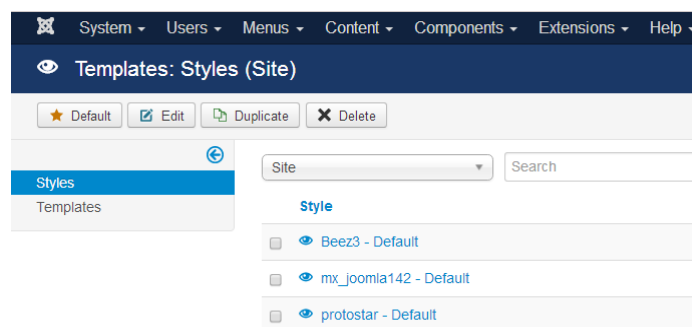 System Users Menus Content Components Extensions Help
Templates: Styles (Site)
Default Edit Duplicate Delete
Site Search
Styles
Templates
Style
Beez3 - Default
mx_joomla142 - Default
protostar - Default